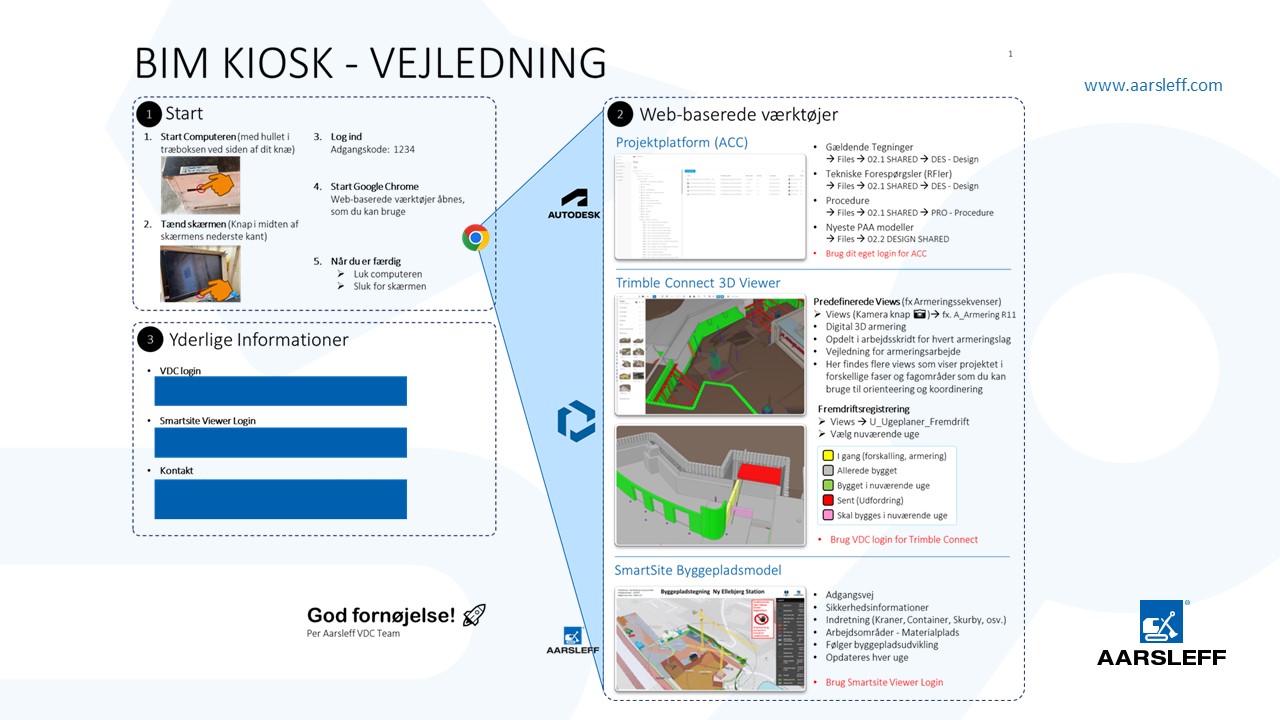 BIM KIOSK - VEJLEDNING
1
www.aarsleff.com
1 Start
1. Start Computeren (med hullet i
træboksen ved siden af dit knæ)
2. Tænd skærmen (Knap i midten af
skærmens nederste kant)
3. Log ind
Adgangskode: 1234
4. Start Google Chrome
Web-baserede værktøjer åbnes,
som du kan bruge
5. Når du er færdig
Luk computeren
Sluk for skærmen
3 Yderlige Informationer
• VDC login
• Smartsite Viewer Login
• Kontakt
God fornøjelse!
Per Aarsleff VDC Team
AUTODESK
AARSLEFF
2 Web-baserede værktøjer
Projektplatform (ACC)
• Gældende Tegninger
→ Files → 02.1 SHARED → DES - Design
• Tekniske Forespørgsler (RFIer)
→ Files → 02.1 SHARED → DES - Design
• Procedure
→ Files → 02.1 SHARED → PRO - Procedure
• Nyeste PAA modeller
→ Files → 02.2 DESIGN SHARED
• Brug dit eget login for ACC
Trimble Connect 3D Viewer
Predefinerede Views (fx Armeringssekvenser)
Views (Kamera knap ) → fx. A_Armering R11
• Digital 3D armering
• Opdelt i arbejdsskridt for hvert armeringslag
• Vejledning for armeringsarbejde
• Her findes flere views som viser projektet i
forskellige faser og fagområder som du kan
bruge til orientering og koordinering
Fremdriftsregistrering
Views → U_Ugeplaner_Fremdrift
Vælg nuværende uge
I gang (forskalling, armering)
Allerede bygget
Bygget i nuværende uge
Sent (Udfordring)
Skal bygges i nuværende uge
• Brug VDC login for Trimble Connect
SmartSite Byggepladsmodel
Byggepladstegning Ny Ellebjerg Station
• Adgangsvej
• Sikkerhedsinformationer
• Indretning (Kraner, Container, Skurby, osv.)
• Arbejdsområder - Materialplads
• Følger byggepladsudvikling
• Opdateres hver uge
• Brug Smartsite Viewer Login
AARSLEFF